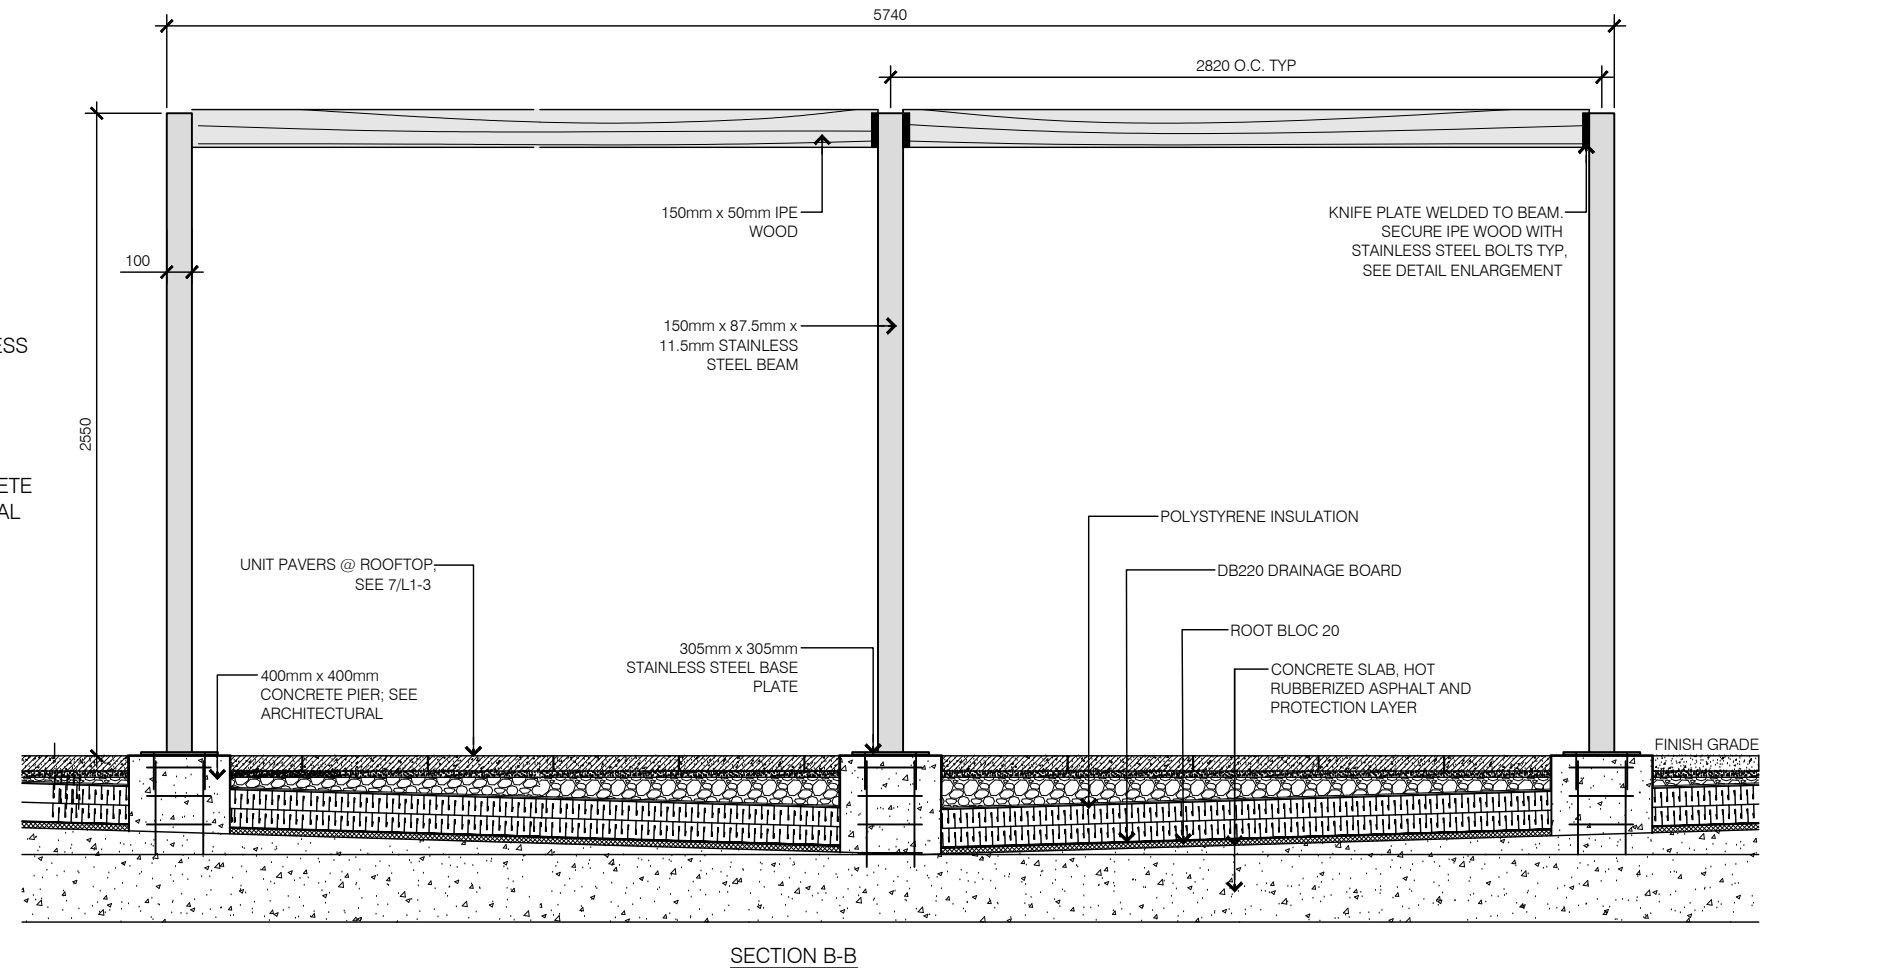 5740
2820 O.C. TYP
150mm x 50mm IPE
WOOD
KNIFE PLATE WELDED TO BEAM.
SECURE IPE WOOD WITH
STAINLESS STEEL BOLTS TYP,
SEE DETAIL ENLARGEMENT
100
150mm x 87.5mm x
11.5mm STAINLESS
STEEL BEAM
ESS
2550
ETE
AL
POLYSTYRENE INSULATION
UNIT PAVERS @ ROOFTOP,
SEE 7/L1-3
DB220 DRAINAGE BOARD
ROOT BLOC 20
305mm x 305mm
STAINLESS STEEL BASE
PLATE
400mm x 400mm
CONCRETE PIER; SEE
ARCHITECTURAL
CONCRETE SLAB, HOT
RUBBERIZED ASPHALT AND
PROTECTION LAYER
FINISH GRADE
SECTION B-B